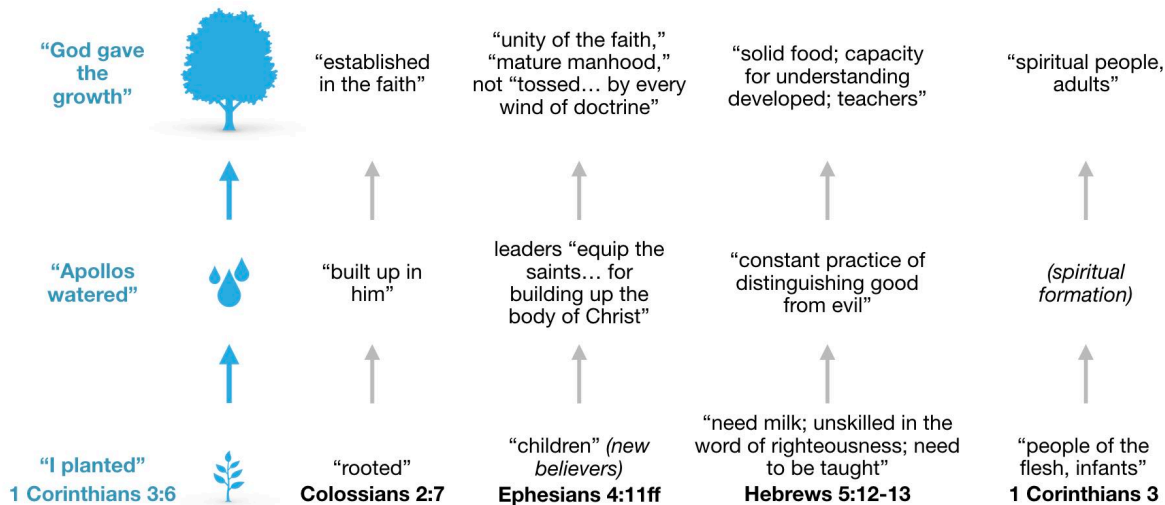 “God gave
the
growth”
“established
in the faith”
“unity of the faith,”
“mature manhood,”
not “tossed… by every
wind of doctrine”
“solid food; capacity
for understanding
developed; teachers”
“spiritual people,
adults”
“Apollos
watered”
“built up in
him”
leaders “equip the
saints… for
building up the
body of Christ”
“constant practice of
distinguishing good
from evil”
(spiritual
formation)
“I planted”
1 Corinthians 3:6
“rooted”
Colossians 2:7
“children” (new
believers)
Ephesians 4:11ff
“need milk; unskilled in the
word of righteousness; need
to be taught”
Hebrews 5:12-13
“people of the
flesh, infants”
1 Corinthians 3